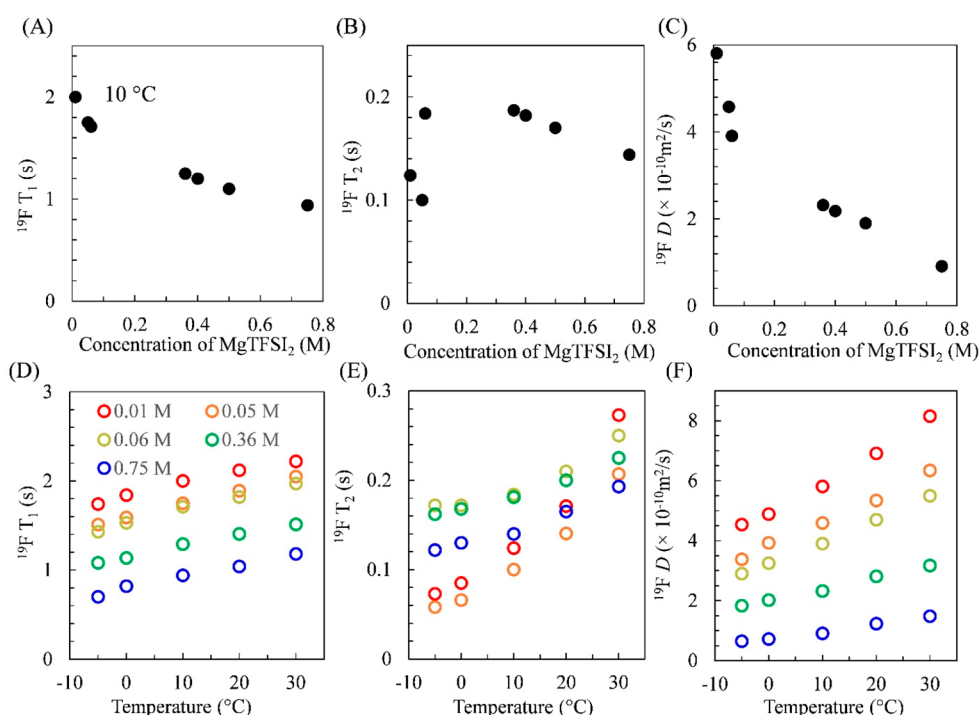 (A)
¹⁹F T₁ (s)
2
1
0
10 °C
0 0.2 0.4 0.6 0.8
Concentration of MgTFSI₂ (M)
(B)
¹⁹F T₂ (s)
0.2
0.1
0
0 0.2 0.4 0.6 0.8
Concentration of MgTFSI₂ (M)
(C)
¹⁹F D (× 10⁻¹⁰m²/s)
6
4
2
0
0 0.2 0.4 0.6 0.8
Concentration of MgTFSI₂ (M)
(D)
¹⁹F T₁ (s)
3
2
1
0
0.01 M 0.05 M
0.06 M 0.36 M
0.75 M
-10 0 10 20 30
Temperature (°C)
(E)
¹⁹F T₂ (s)
0.3
0.2
0.1
0
-10 0 10 20 30
Temperature (°C)
(F)
¹⁹F D (× 10⁻¹⁰m²/s)
8
6
4
2
0
-10 0 10 20 30
Temperature (°C)